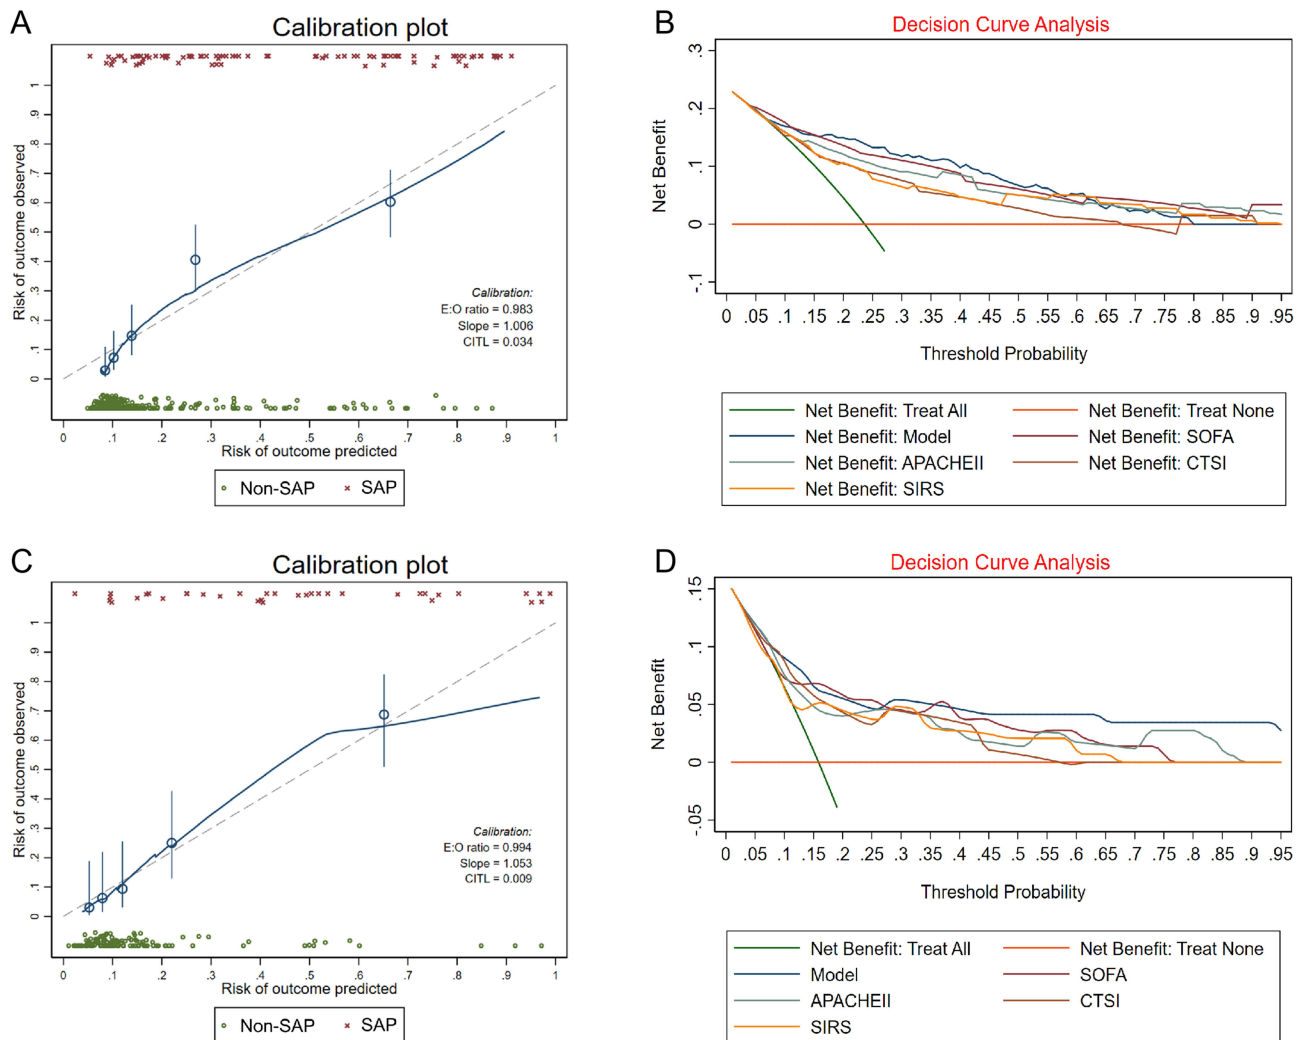 A
Calibration plot
Risk of outcome observed
1
.9
.8
.7
.6
.5
.4
.3
.2
.1
0
Calibration:
E:O ratio = 0.983
Slope = 1.006
CITL = 0.034
0 .1 .2 .3 .4 .5 .6 .7 .8 .9 1
Risk of outcome predicted
Non-SAP SAP
B
Decision Curve Analysis
Net Benefit
.3
.2
.1
0
-.1
0 .05 .1 .15 .2 .25 .3 .35 .4 .45 .5 .55 .6 .65 .7 .75 .8 .85 .9 .95
Threshold Probability
Net Benefit: Treat All Net Benefit: Treat None
Net Benefit: Model Net Benefit: SOFA
Net Benefit: APACHEII Net Benefit: CTSI
Net Benefit: SIRS
C
Calibration plot
Risk of outcome observed
1
.9
.8
.7
.6
.5
.4
.3
.2
.1
0
Calibration:
E:O ratio = 0.994
Slope = 1.053
CITL = 0.009
0 .1 .2 .3 .4 .5 .6 .7 .8 .9 1
Risk of outcome predicted
Non-SAP SAP
D
Decision Curve Analysis
Net Benefit
.15
.1
.05
0
-.05
0 .05 .1 .15 .2 .25 .3 .35 .4 .45 .5 .55 .6 .65 .7 .75 .8 .85 .9 .95
Threshold Probability
Net Benefit: Treat All Net Benefit: Treat None
Model SOFA
APACHEII CTSI
SIRS